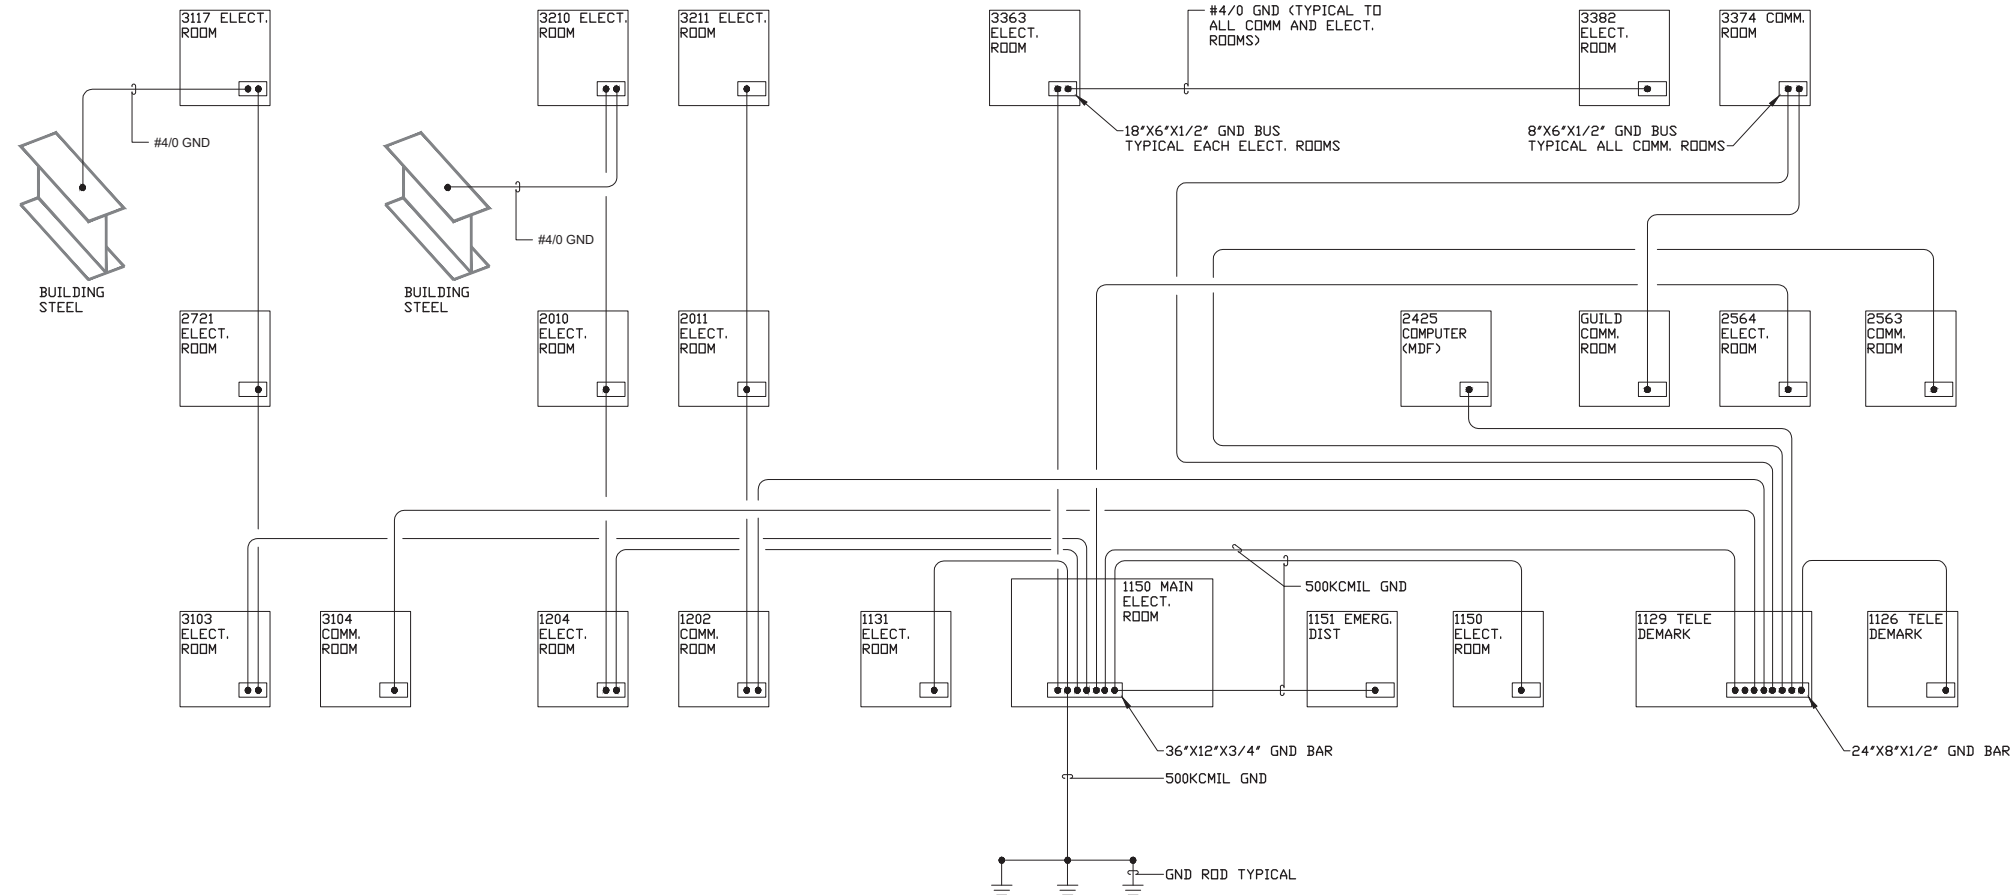 3117 ELECT.
ROOM
3210 ELECT.
ROOM
3211 ELECT.
ROOM
3363
ELECT.
ROOM
#4/0 GND (TYPICAL TO
ALL COMM AND ELECT.
ROOMS)
3382
ELECT.
ROOM
3374 COMM.
ROOM
#4/0 GND
18"X6"X1/2" GND BUS
TYPICAL EACH ELECT. ROOMS
8"X6"X1/2" GND BUS
TYPICAL ALL COMM. ROOMS
#4/0 GND
BUILDING
STEEL
BUILDING
STEEL
2721
ELECT.
ROOM
2010
ELECT.
ROOM
2011
ELECT.
ROOM
2425
COMPUTER
(MDF)
GUILD
COMM.
ROOM
2564
ELECT.
ROOM
2563
COMM.
ROOM
500KCMIL GND
3103
ELECT.
ROOM
3104
COMM.
ROOM
1204
ELECT.
ROOM
1202
COMM.
ROOM
1131
ELECT.
ROOM
1150 MAIN
ELECT.
ROOM
1151 EMERG.
DIST
1150
ELECT.
ROOM
1129 TELE
DEMARK
1126 TELE
DEMARK
36"X12"X3/4" GND BAR
24"X8"X1/2" GND BAR
500KCMIL GND
GND ROD TYPICAL